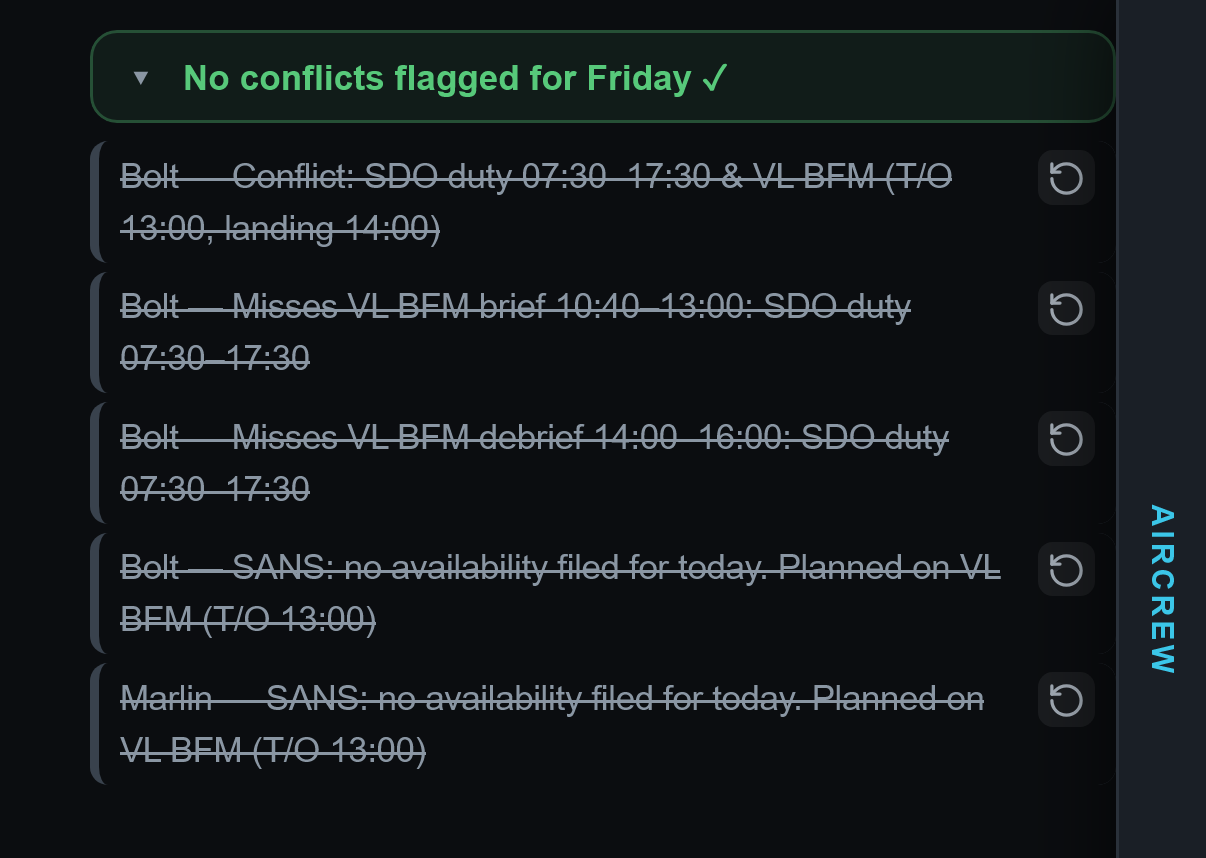 ▼ No conflicts flagged for Friday ✓
Bolt — Conflict: SDO duty 07:30–17:30 & VL BFM (T/O
13:00, landing 14:00)
Bolt — Misses VL BFM brief 10:40–13:00: SDO duty
07:30–17:30
Bolt — Misses VL BFM debrief 14:00–16:00: SDO duty
07:30–17:30
Bolt — SANS: no availability filed for today. Planned on VL
BFM (T/O 13:00)
Marlin — SANS: no availability filed for today. Planned on
VL BFM (T/O 13:00)
AIRCREW